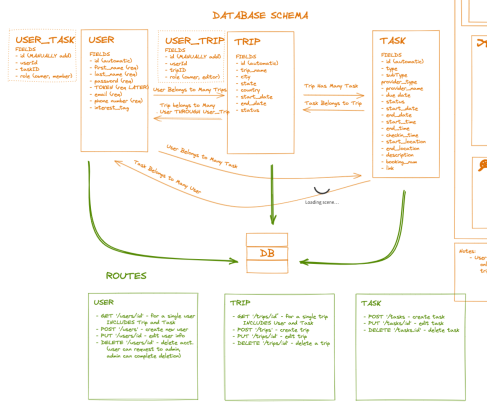 DATABASE SCHEMA
USER_TASK
FIELDS
- id (MANUALLY add)
- userId
- taskID
- role (owner, member)
USER
FIELDS
- id (automatic)
- first_name (req)
- last_name (req)
- password (req)
- TOKEN (req LATER)
- email (req)
- phone number (req)
- interest_tag
USER_TRIP
FIELDS
- id (MANUALLY add)
- userId
- tripID
- role (owner, editor)
TRIP
FIELDS
- id (automatic)
- trip_name
- city
- state
- country
- start_date
- end_date
- status
TASK
FIELDS
- id (automatic)
- type
- subType
- provider_type
- provider_name
- due date
- status
- start_date
- end_date
- start_time
- end_time
- checkin_time
- start_location
- end_location
- description
- booking_num
- link
User Belongs to Many Trips
Trip belongs to Many
User THROUGH User_Trip
Trip Has Many Task
Task Belongs to Trip
User Belongs to Many Task
Task Belongs to Many User
Loading scene...
DB
ROUTES
USER
- GET '/users/id' - for a single user
INCLUDES Trip and Task
- POST '/users' - create new user
- PUT '/users/id' - edit user info
- DELETE '/users/id' - delete acct.
(user can request to admin,
admin can complete deletion)
TRIP
- GET '/trips/id' - for a single trip
INCLUDES User and Task
- POST '/trips' - create trip
- PUT '/trips/id' - edit trip
- DELETE '/trips/id' - delete a trip
TASK
- POST '/tasks' - create task
- PUT '/tasks/id' - edit task
- DELETE '/tasks/id' - delete task
Notes:
- User